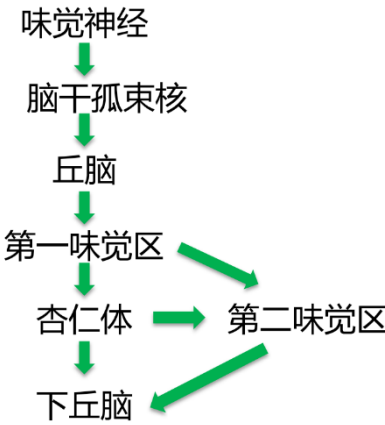 味觉神经
脑干孤束核
丘脑
第一味觉区
杏仁体
第二味觉区
下丘脑